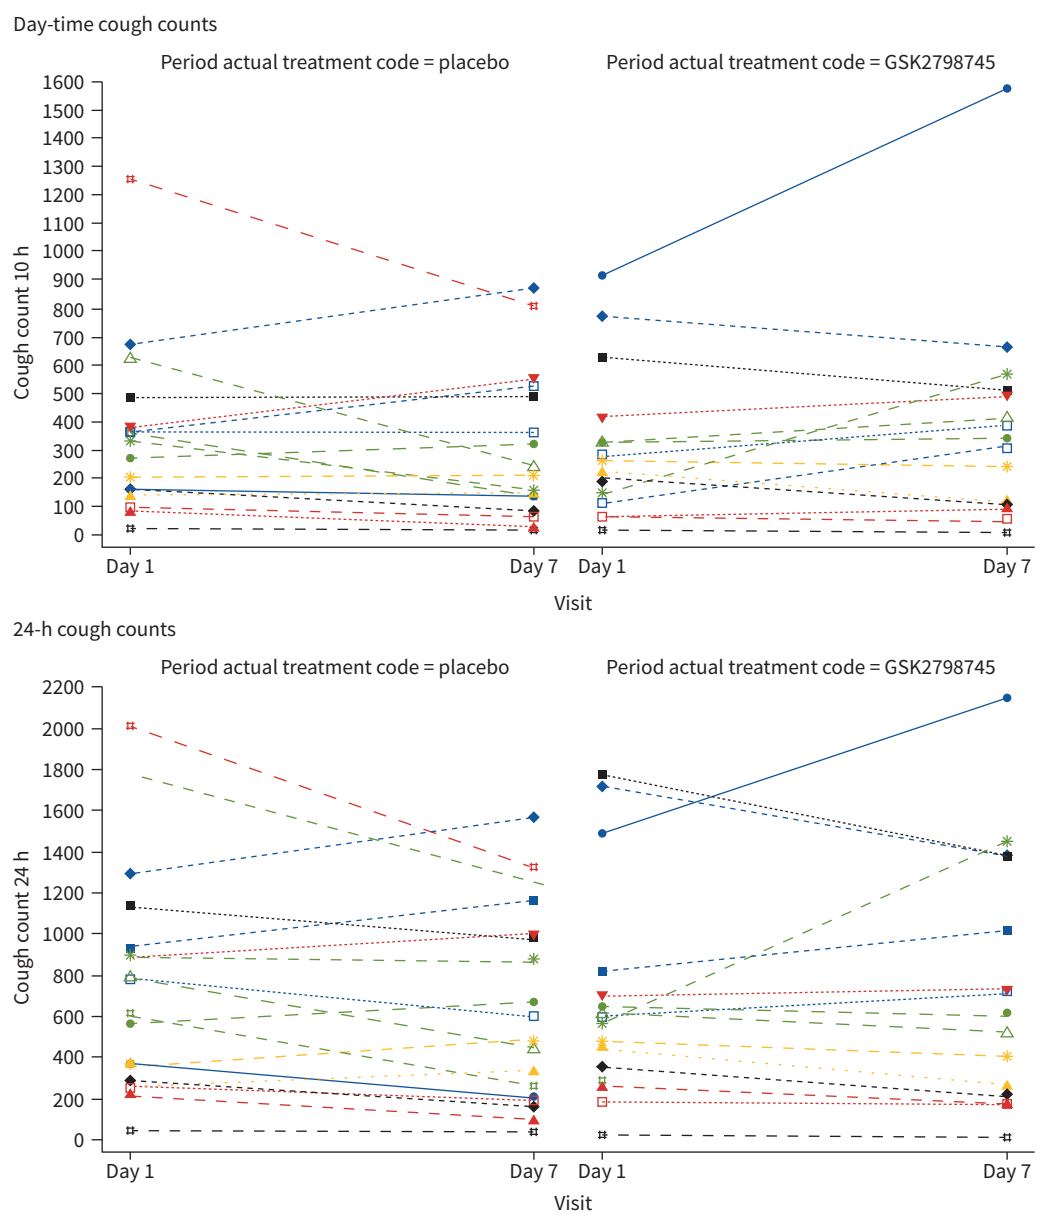 Day-time cough counts
Period actual treatment code = placebo
Period actual treatment code = GSK2798745
Cough count 10 h
1600
1500
1400
1300
1200
1100
1000
900
800
700
600
500
400
300
200
100
0
Day 1
Day 7
Day 1
Day 7
Visit
24-h cough counts
Period actual treatment code = placebo
Period actual treatment code = GSK2798745
Cough count 24 h
2200
2000
1800
1600
1400
1200
1000
800
600
400
200
0
Day 1
Day 7
Day 1
Day 7
Visit